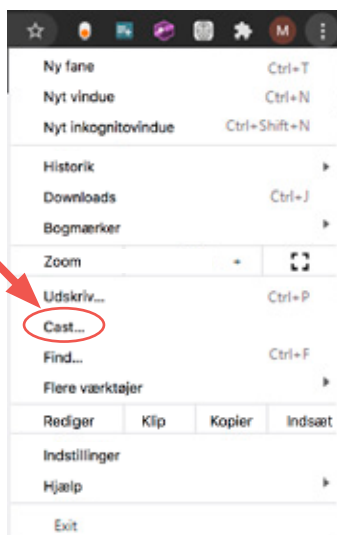 M
Ny fane Ctrl+T
Nyt vindue Ctrl+N
Nyt inkognitovindue Ctrl+Shift+N
Historik
Downloads Ctrl+J
Bogmærker
Zoom -
Udskriv... Ctrl+P
Cast...
Find... Ctrl+F
Flere værktøjer
Rediger Klip Kopier Indsæt
Indstillinger
Hjælp
Exit